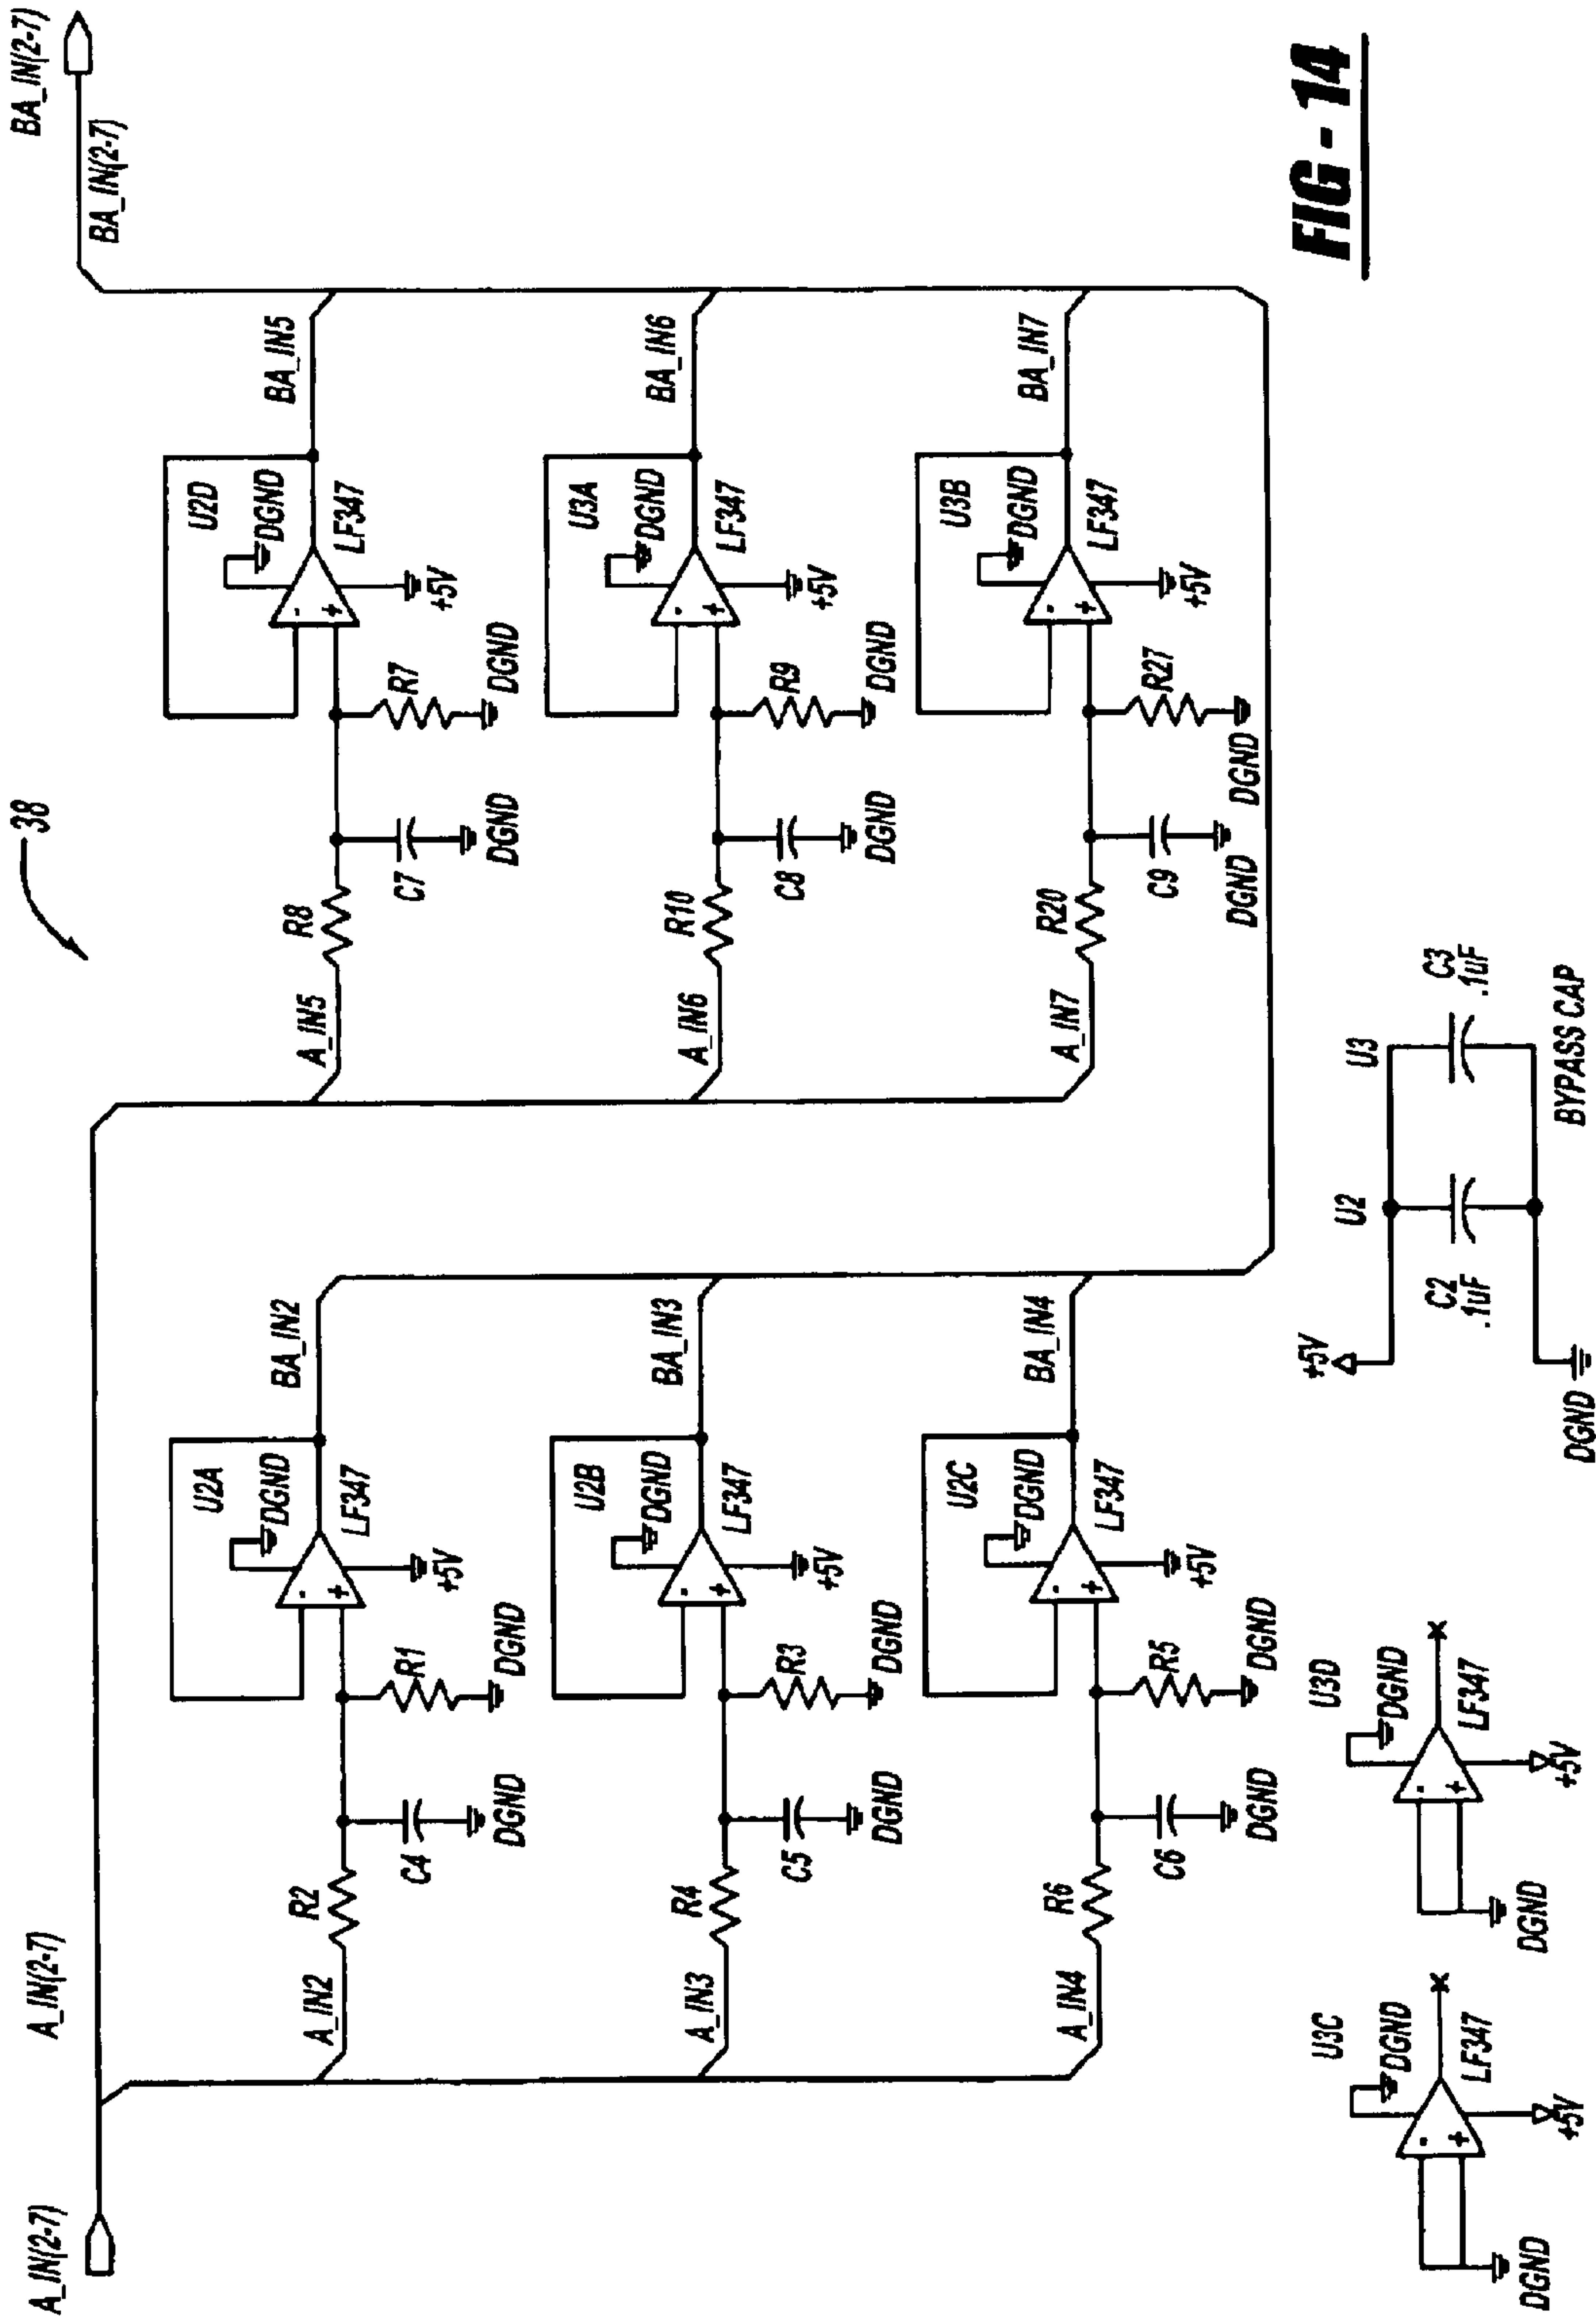 38
A_IN(2-7)
A_IN(2-7)
BA_IN(2-7)
BA_IN(2-7)
A_IN2
R2
C4
DGND
R1
DGND
U2A
DGND
-
+
LF347
+5V
BA_IN2
A_IN5
R8
C7
DGND
R7
DGND
U2D
DGND
-
+
LF347
+5V
BA_IN5
A_IN3
R4
C5
DGND
R3
DGND
U2B
DGND
-
+
LF347
+5V
BA_IN3
A_IN6
R10
C8
DGND
R9
DGND
U3A
DGND
-
+
LF347
+5V
BA_IN6
A_IN4
R6
C6
DGND
R5
DGND
U2C
DGND
-
+
LF347
+5V
BA_IN4
A_IN7
R20
C9
DGND
R27
DGND
U3B
DGND
-
+
LF347
+5V
BA_IN7
U3C
DGND
-
+
LF347
+5V
DGND
U3D
DGND
-
+
LF347
+5V
DGND
+5V
U2
U3
C2
.1uF
C3
.1uF
DGND
BYPASS CAP
FIG - 14